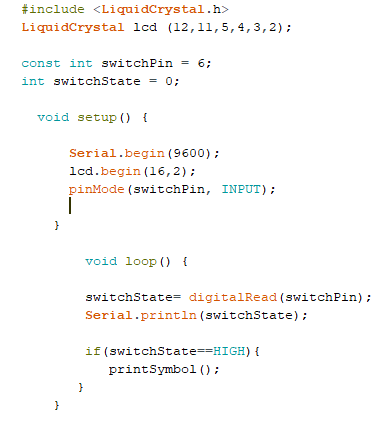 #include <LiquidCrystal.h>
LiquidCrystal lcd (12,11,5,4,3,2);
const int switchPin = 6;
int switchState = 0;
void setup() {
Serial.begin(9600);
lcd.begin(16,2);
pinMode(switchPin, INPUT);
}
void loop() {
switchState= digitalRead(switchPin);
Serial.println(switchState);
if(switchState==HIGH){
printSymbol();
}
}